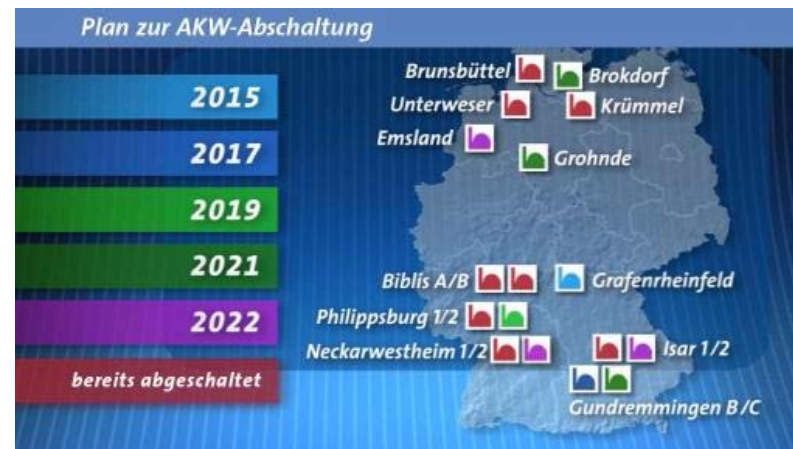 Plan zur AKW-Abschaltung
2015
2017
2019
2021
2022
bereits abgeschaltet
Brunsbüttel
Brokdorf
Unterweser
Krümmel
Emsland
Grohnde
Biblis A/B
Grafenrheinfeld
Philippsburg 1/2
Neckarwestheim 1/2
Isar 1/2
Gundremmingen B/C